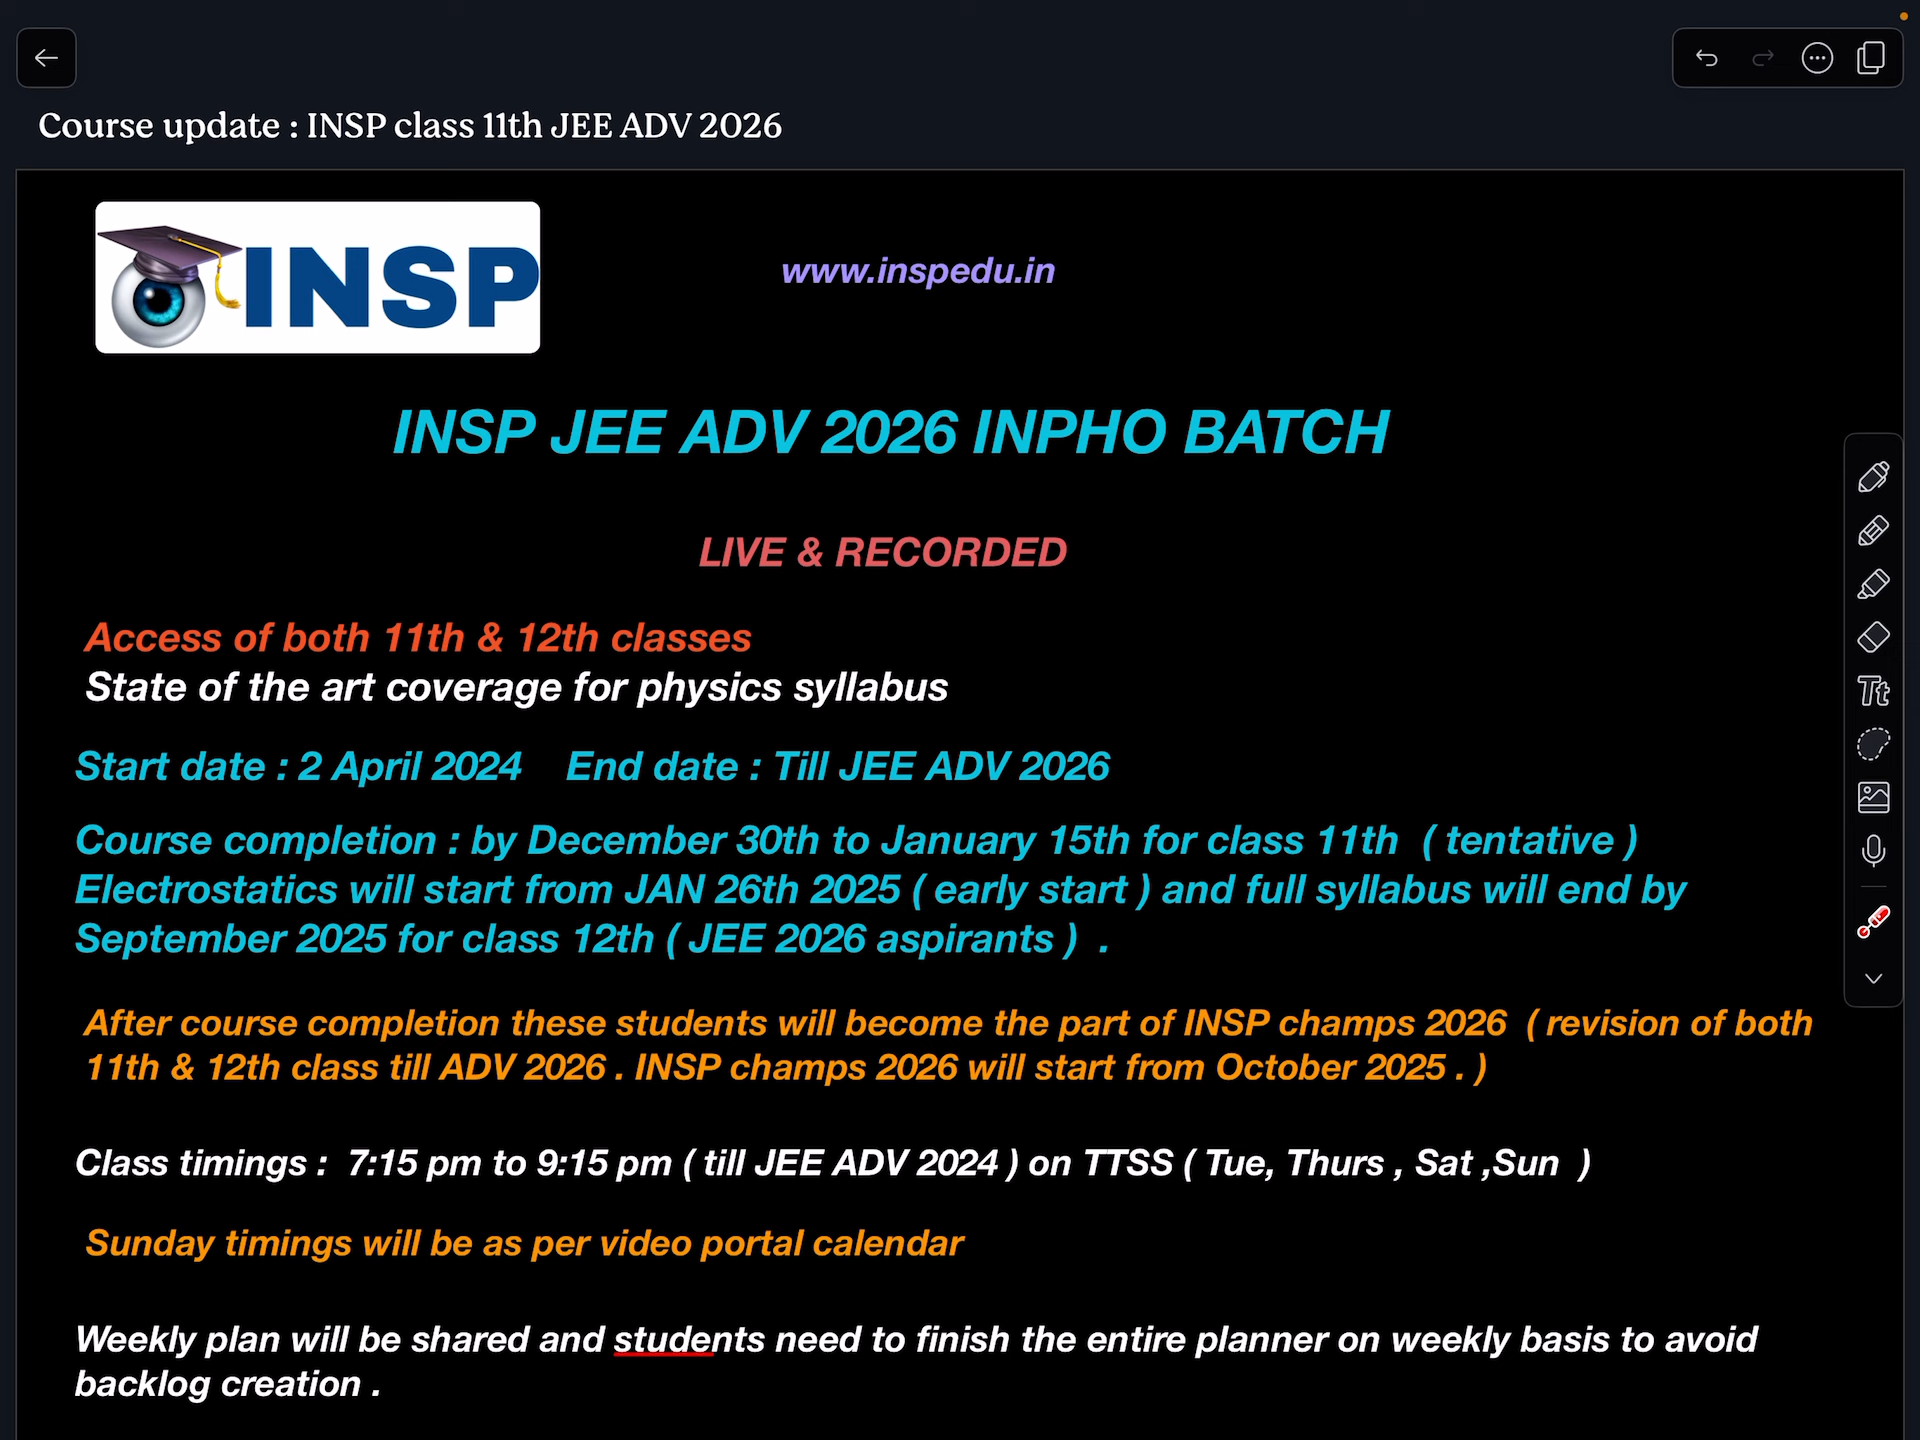 Course update : INSP class 11th JEE ADV 2026
INSP
www.inspedu.in
INSP JEE ADV 2026 INPHO BATCH
LIVE & RECORDED
Access of both 11th & 12th classes
State of the art coverage for physics syllabus
Start date : 2 April 2024 End date : Till JEE ADV 2026
Course completion : by December 30th to January 15th for class 11th ( tentative )
Electrostatics will start from JAN 26th 2025 ( early start ) and full syllabus will end by
September 2025 for class 12th ( JEE 2026 aspirants ) .
After course completion these students will become the part of INSP champs 2026 ( revision of both
11th & 12th class till ADV 2026 . INSP champs 2026 will start from October 2025 . )
Class timings : 7:15 pm to 9:15 pm ( till JEE ADV 2024 ) on TTSS ( Tue, Thurs , Sat ,Sun )
Sunday timings will be as per video portal calendar
Weekly plan will be shared and students need to finish the entire planner on weekly basis to avoid
backlog creation .
Tt